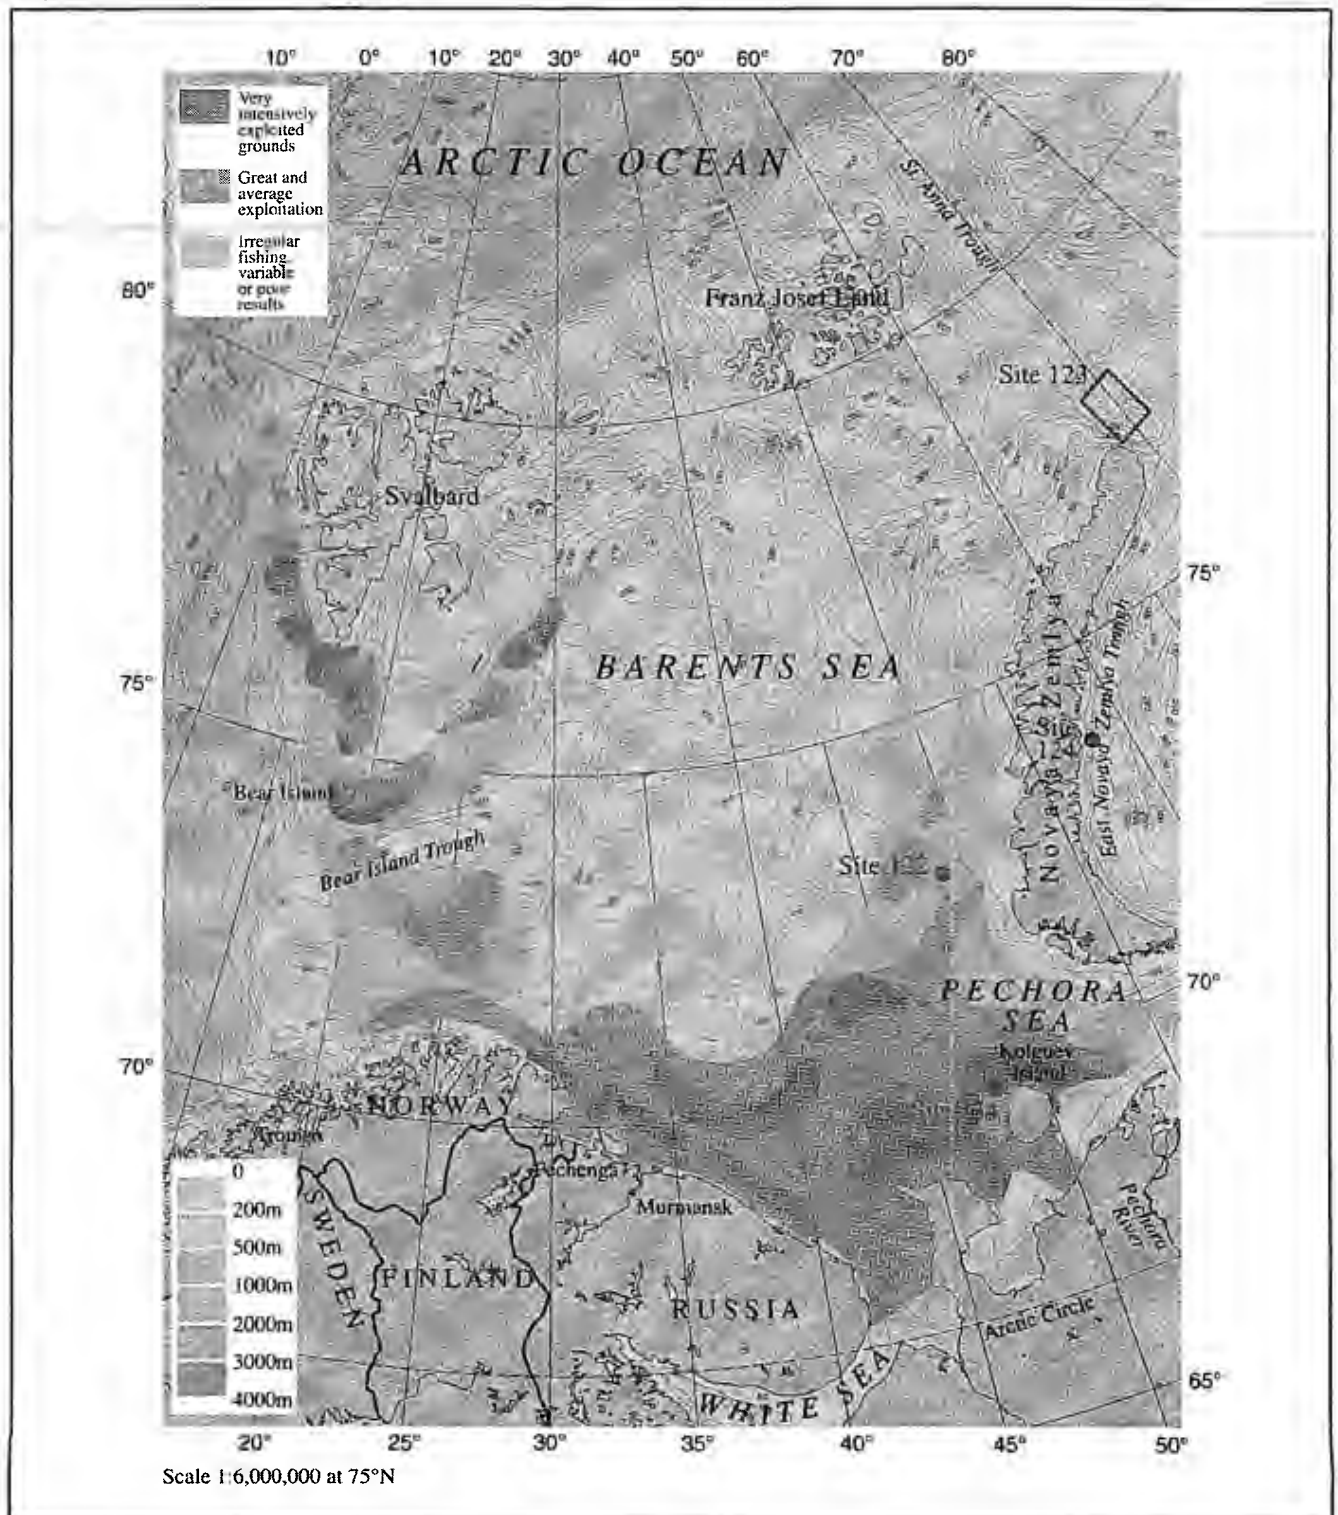 10° 0° 10° 20° 30° 40° 50° 60° 70° 80°
Very
intensively
exploited
grounds
Great and
average
exploitation
Irregular
fishing
variable
or poor
results
ARCTIC OCEAN
St. Anna Trough
80°
Franz Josef Land
Site 123
Svalbard
75°
BARENTS SEA
75°
Novaya Zemlya
East Novaya Zemlya Trough
Bear Island
Bear Island Trough
Site 122
PECHORA
SEA
70°
Kolguev
Island
70°
NORWAY
Tromsø
Pechenga
Murmansk
Pechora
River
SWEDEN
FINLAND
RUSSIA
Arctic Circle
WHITE SEA
65°
0
200m
500m
1000m
2000m
3000m
4000m
20° 25° 30° 35° 40° 45° 50°
Scale 1:6,000,000 at 75°N